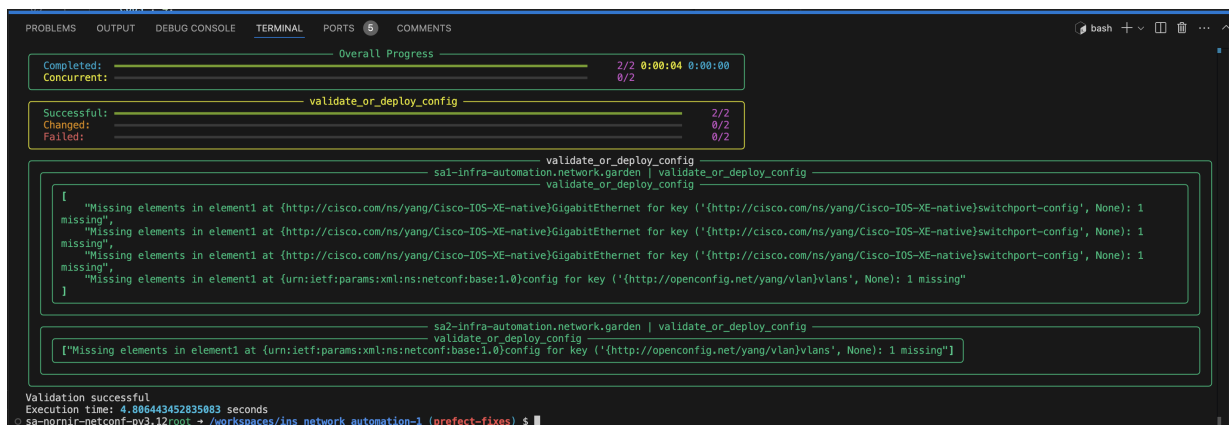 PROBLEMS OUTPUT DEBUG CONSOLE TERMINAL PORTS 5 COMMENTS bash
Overall Progress
Completed: 2/2 0:00:04 0:00:00
Concurrent: 0/2
validate_or_deploy_config
Successful: 2/2
Changed: 0/2
Failed: 0/2
validate_or_deploy_config
sa1-infra-automation.network.garden | validate_or_deploy_config
validate_or_deploy_config
[
"Missing elements in element1 at {http://cisco.com/ns/yang/Cisco-IOS-XE-native}GigabitEthernet for key ('{http://cisco.com/ns/yang/Cisco-IOS-XE-native}switchport-config', None): 1
missing",
"Missing elements in element1 at {http://cisco.com/ns/yang/Cisco-IOS-XE-native}GigabitEthernet for key ('{http://cisco.com/ns/yang/Cisco-IOS-XE-native}switchport-config', None): 1
missing",
"Missing elements in element1 at {http://cisco.com/ns/yang/Cisco-IOS-XE-native}GigabitEthernet for key ('{http://cisco.com/ns/yang/Cisco-IOS-XE-native}switchport-config', None): 1
missing",
"Missing elements in element1 at {urn:ietf:params:xml:ns:netconf:base:1.0}config for key ('{http://openconfig.net/yang/vlan}vlans', None): 1 missing"
]
sa2-infra-automation.network.garden | validate_or_deploy_config
validate_or_deploy_config
["Missing elements in element1 at {urn:ietf:params:xml:ns:netconf:base:1.0}config for key ('{http://openconfig.net/yang/vlan}vlans', None): 1 missing"]
Validation successful
Execution time: 4.806443452835083 seconds
sa-nornir-netconf-py3.12root → /workspaces/ins_network_automation-1 (prefect-fixes) $